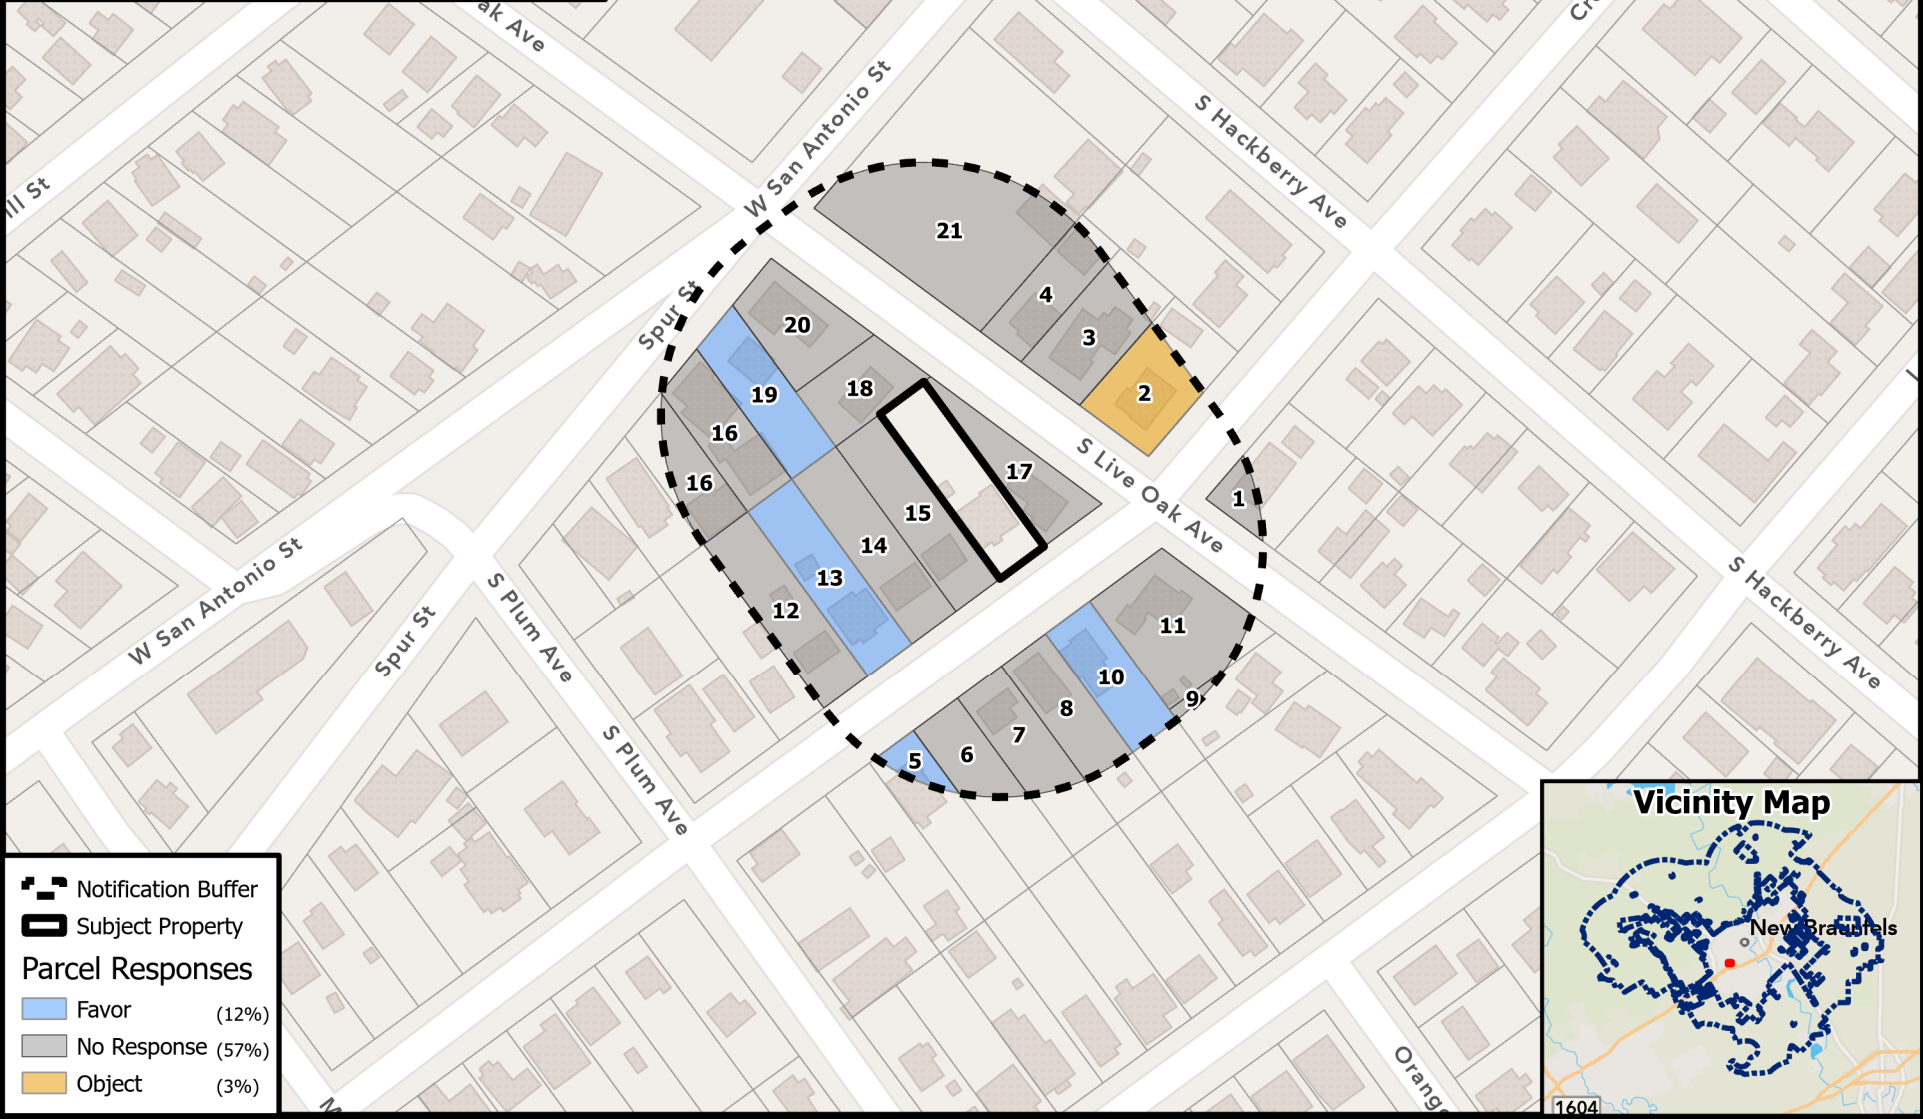 ak Ave
Cr
W San Antonio St
S Hackberry Ave
ill St
21
Spur St
4
20
3
18
2
19
16
S Live Oak Ave
17
16
1
15
14
W San Antonio St
13
S Hackberry Ave
12
S Plum Ave
11
Spur St
10
9
8
7
6
5
S Plum Ave
Orang
M
Notification Buffer
Subject Property
Parcel Responses
Favor (12%)
No Response (57%)
Object (3%)
Vicinity Map
New Braunfels
1604